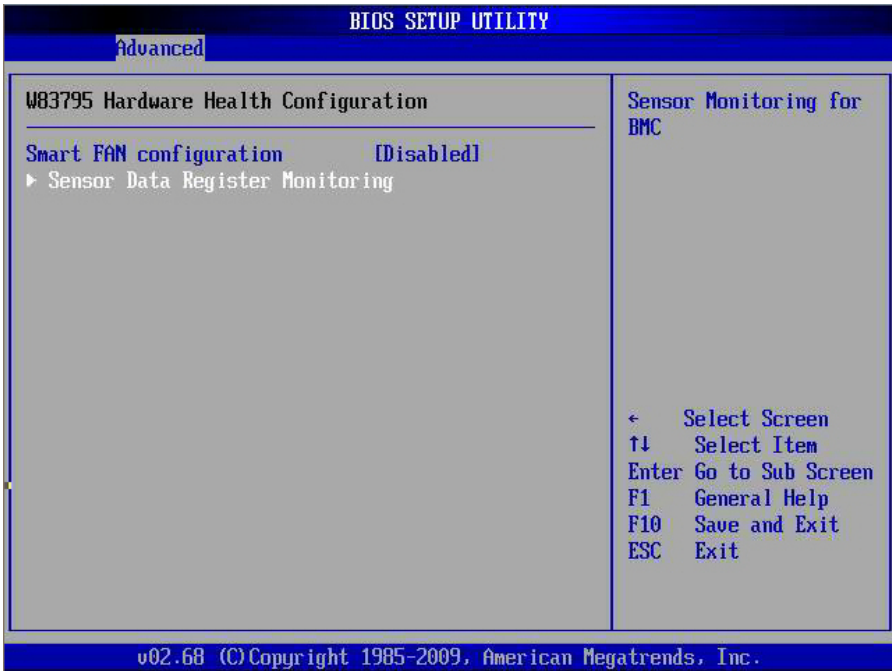 BIOS SETUP UTILITY
Advanced
W83795 Hardware Health Configuration
Smart FAN configuration [Disabled]
▶ Sensor Data Register Monitoring
Sensor Monitoring for
BMC
← Select Screen
↑↓ Select Item
Enter Go to Sub Screen
F1 General Help
F10 Save and Exit
ESC Exit
v02.68 (C)Copyright 1985-2009, American Megatrends, Inc.